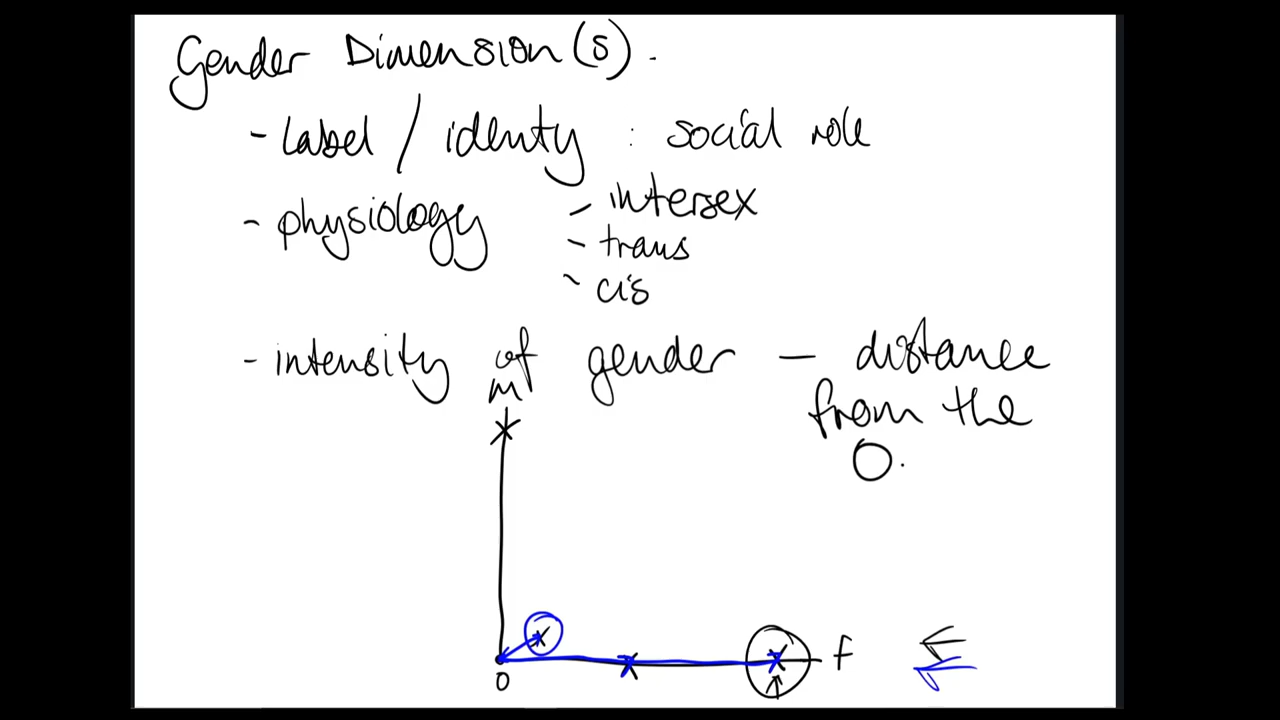 Gender Dimension(s).
- label / identy : social role
- physiology - intersex
- trans
- cis
- intensity of gender — distance
from the
0.
M
f
0